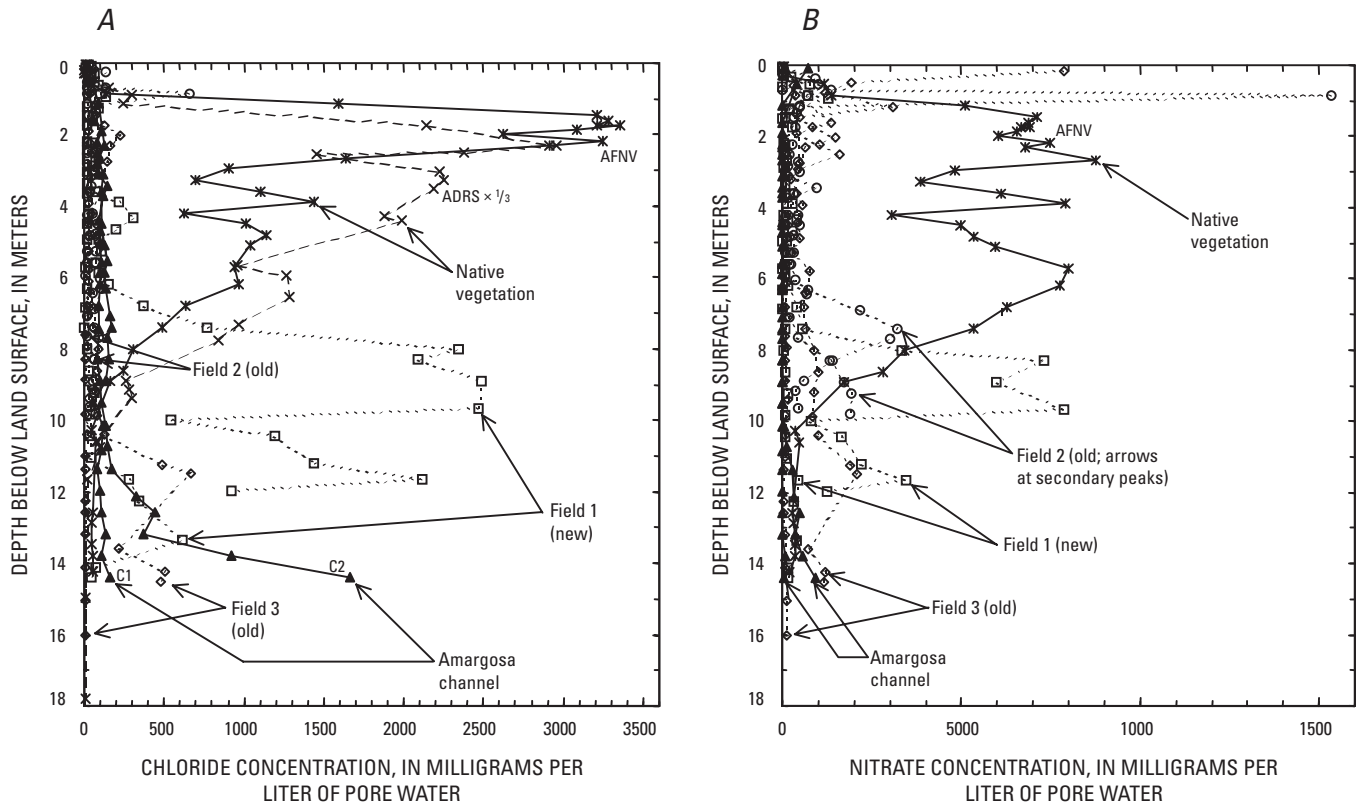 A
DEPTH BELOW LAND SURFACE, IN METERS
0
2
4
6
8
10
12
14
16
18
AFNV
ADRS × 1/3
Native
vegetation
Field 2 (old)
Field 1
(new)
C1
C2
Field 3
(old)
Amargosa
channel
0 500 1000 1500 2000 2500 3000 3500
CHLORIDE CONCENTRATION, IN MILLIGRAMS PER
LITER OF PORE WATER
B
DEPTH BELOW LAND SURFACE, IN METERS
0
2
4
6
8
10
12
14
16
18
AFNV
Native
vegetation
Field 2 (old; arrows
at secondary peaks)
Field 1 (new)
Field 3 (old)
Amargosa
channel
0 5000 1000 1500
NITRATE CONCENTRATION, IN MILLIGRAMS PER
LITER OF PORE WATER